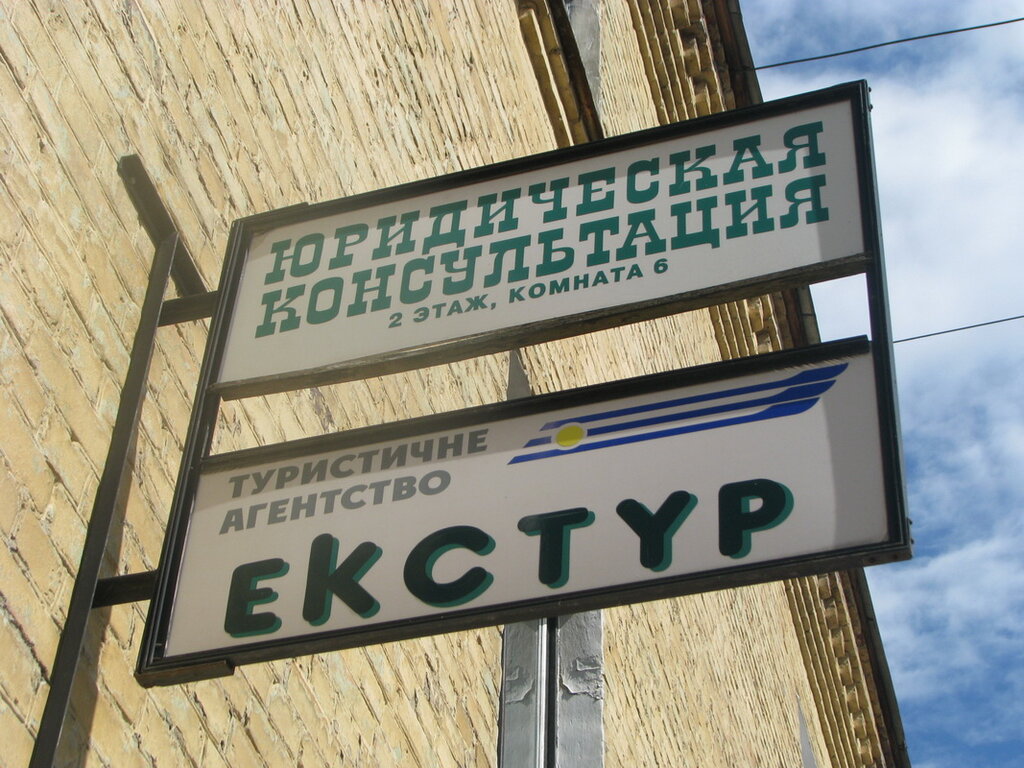 ЮРИДИЧЕСКАЯ
КОНСУЛЬТАЦИЯ
2 ЭТАЖ, КОМНАТА 6
ТУРИСТИЧНЕ
АГЕНТСТВО
ЕКСТУР